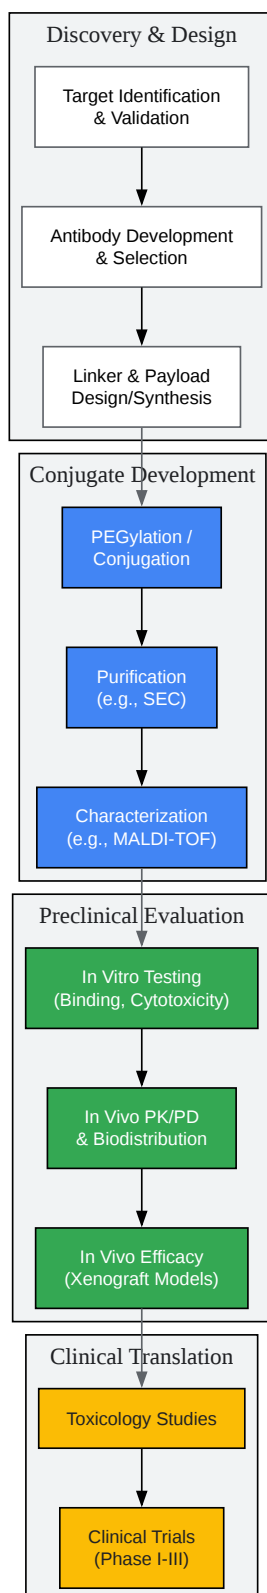 Discovery & Design
Target Identification
& Validation
Antibody Development
& Selection
Linker & Payload
Design/Synthesis
Conjugate Development
PEGylation /
Conjugation
Purification
(e.g., SEC)
Characterization
(e.g., MALDI-TOF)
Preclinical Evaluation
In Vitro Testing
(Binding, Cytotoxicity)
In Vivo PK/PD
& Biodistribution
In Vivo Efficacy
(Xenograft Models)
Clinical Translation
Toxicology Studies
Clinical Trials
(Phase I-III)